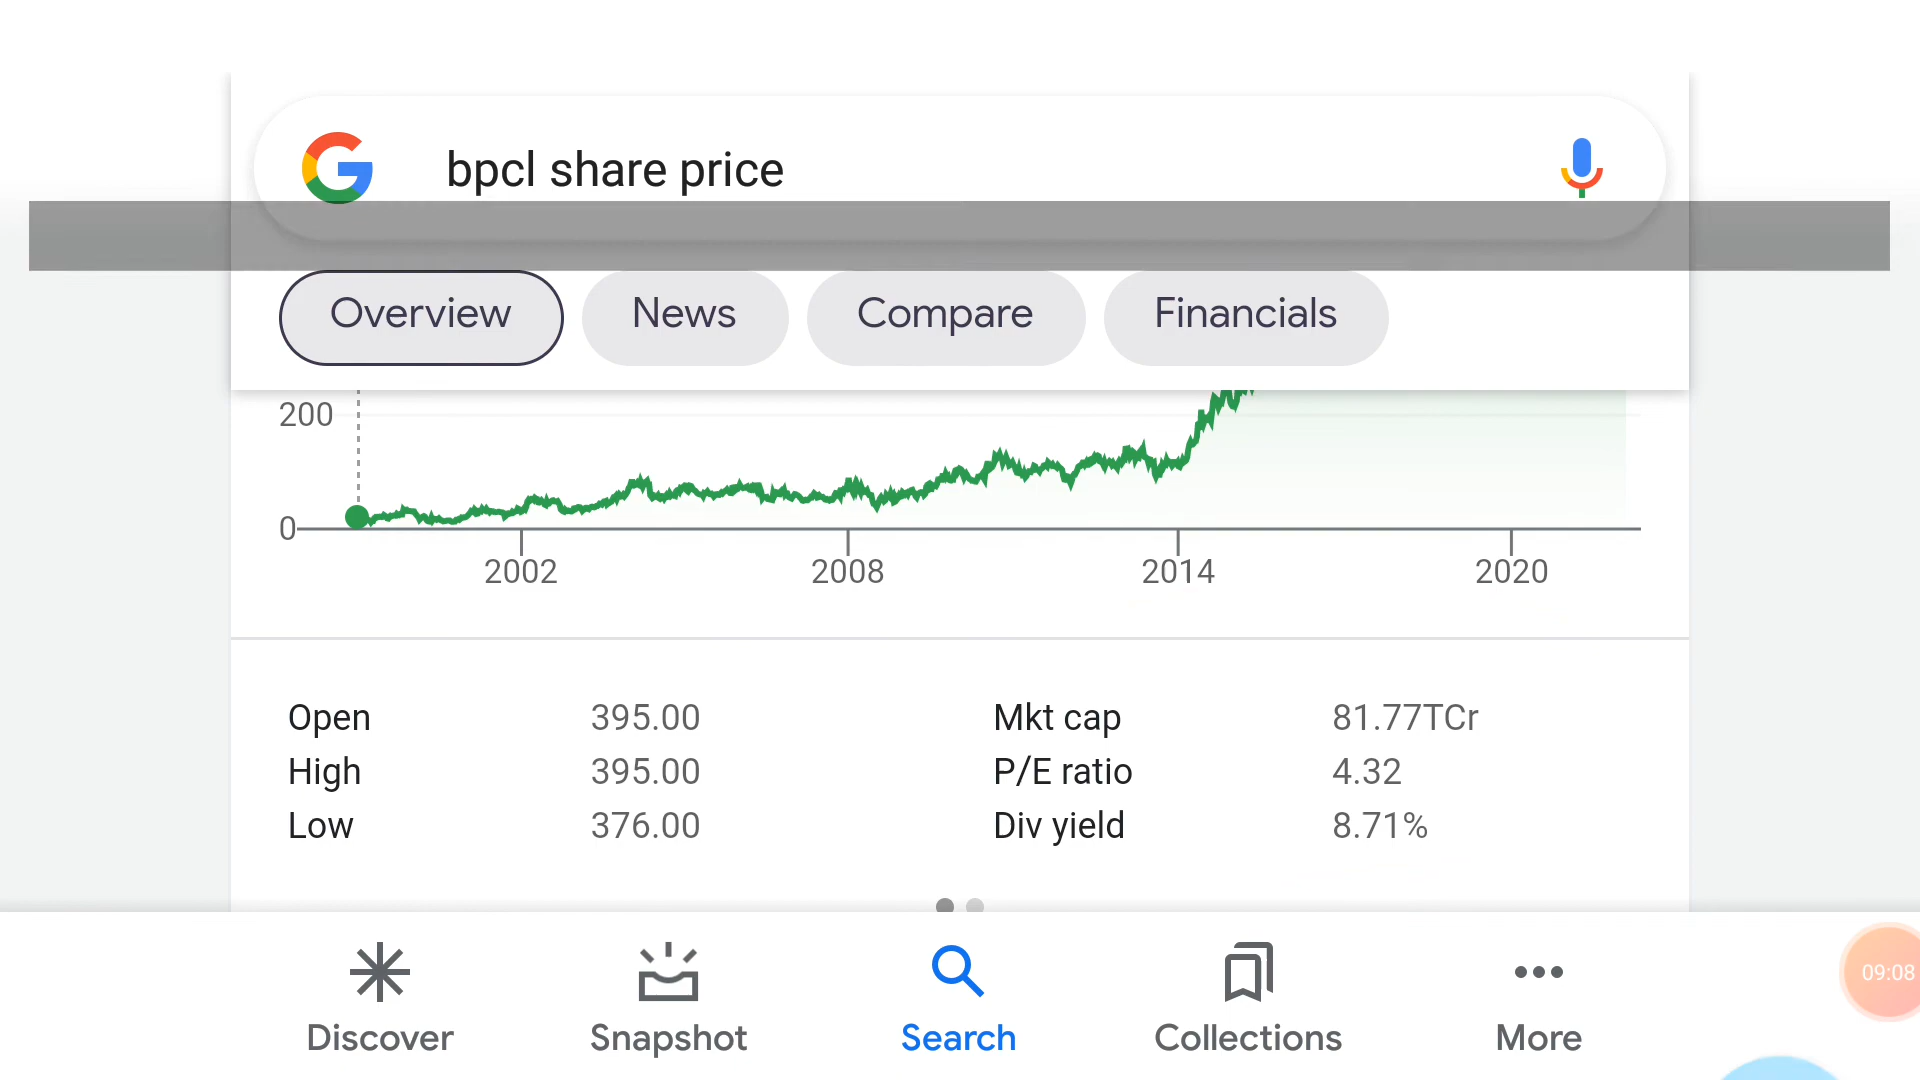 bpcl share price
Overview News Compare Financials
200
0
2002 2008 2014 2020
Open 395.00 Mkt cap 81.77TCr
High 395.00 P/E ratio 4.32
Low 376.00 Div yield 8.71%
09:08
Discover Snapshot Search Collections More